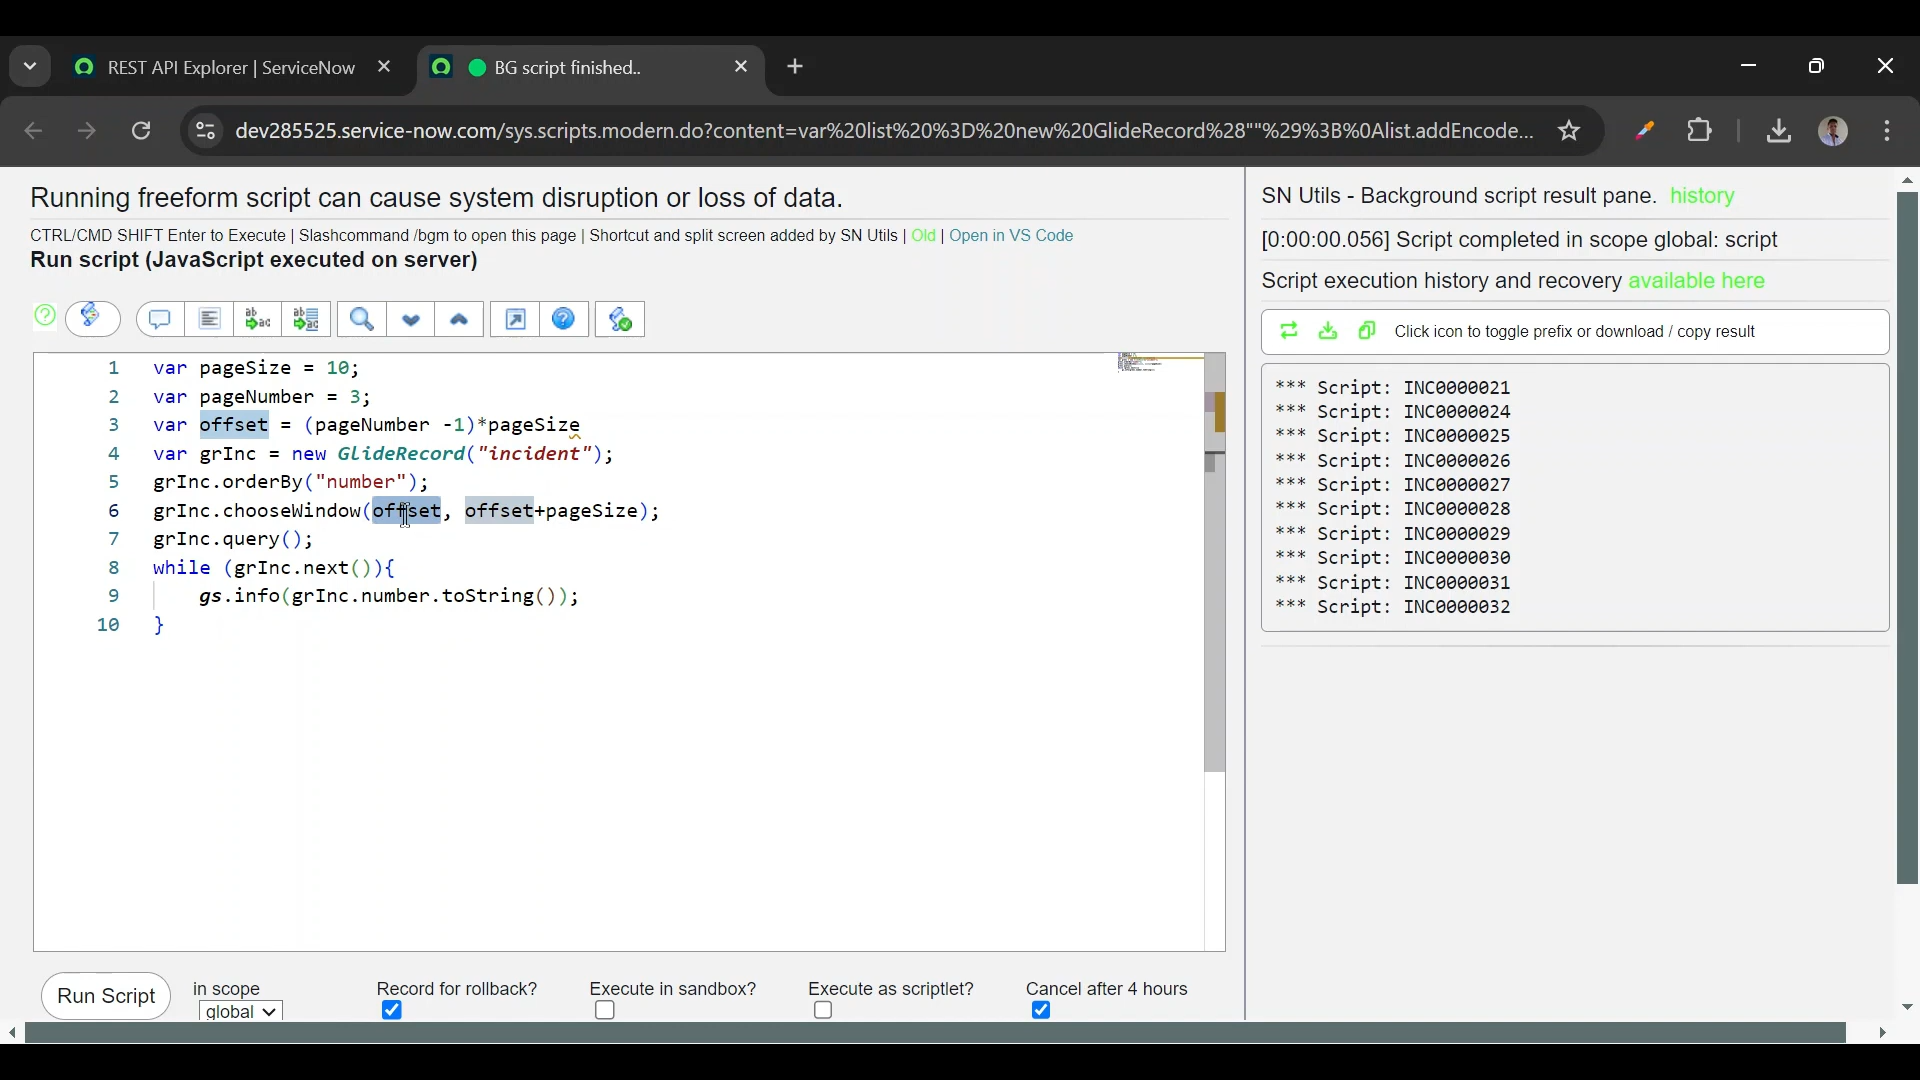 REST API Explorer | ServiceNow
BG script finished..
dev285525.service-now.com/sys.scripts.modern.do?content=var%20list%20%3D%20new%20GlideRecord%28""%29%3B%0Alist.addEncode...
Running freeform script can cause system disruption or loss of data.
CTRL/CMD SHIFT Enter to Execute | Slashcommand /bgm to open this page | Shortcut and split screen added by SN Utils | Old | Open in VS Code
Run script (JavaScript executed on server)
1 var pageSize = 10;
2 var pageNumber = 3;
3 var offset = (pageNumber -1)*pageSize
4 var grInc = new GlideRecord("incident");
5 grInc.orderBy("number");
6 grInc.chooseWindow(offset, offset+pageSize);
7 grInc.query();
8 while (grInc.next()){
9 gs.info(grInc.number.toString());
10 }
Run Script
in scope
global
Record for rollback?
Execute in sandbox?
Execute as scriptlet?
Cancel after 4 hours
SN Utils - Background script result pane. history
[0:00:00.056] Script completed in scope global: script
Script execution history and recovery available here
Click icon to toggle prefix or download / copy result
*** Script: INC0000021
*** Script: INC0000024
*** Script: INC0000025
*** Script: INC0000026
*** Script: INC0000027
*** Script: INC0000028
*** Script: INC0000029
*** Script: INC0000030
*** Script: INC0000031
*** Script: INC0000032